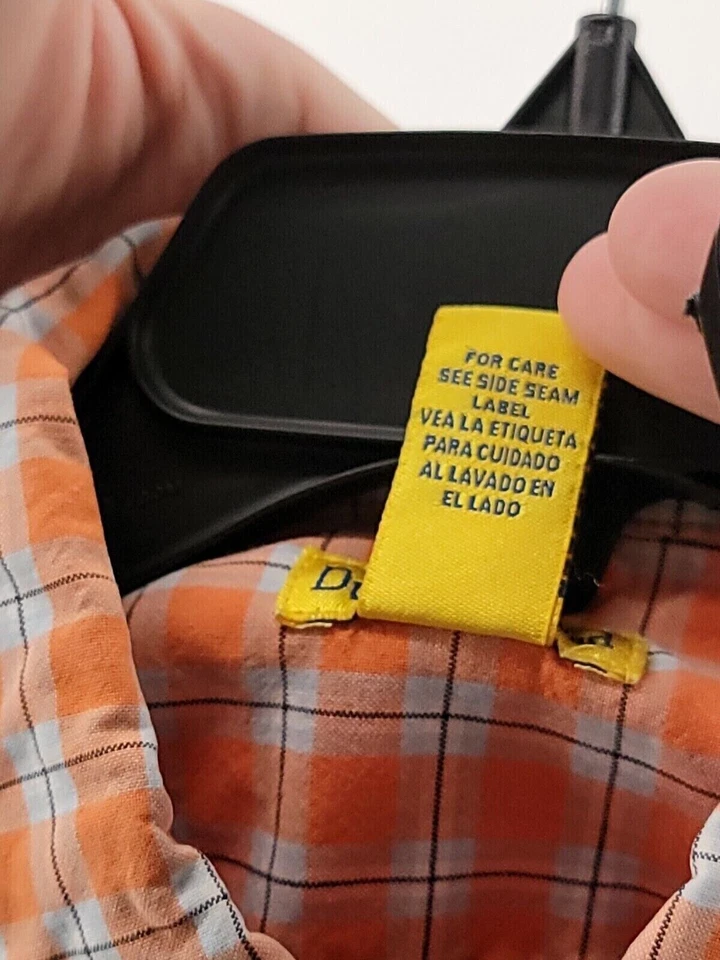 FOR CARE
SEE SIDE SEAM
LABEL
VEA LA ETIQUETA
PARA CUIDADO
AL LAVADO EN
EL LADO